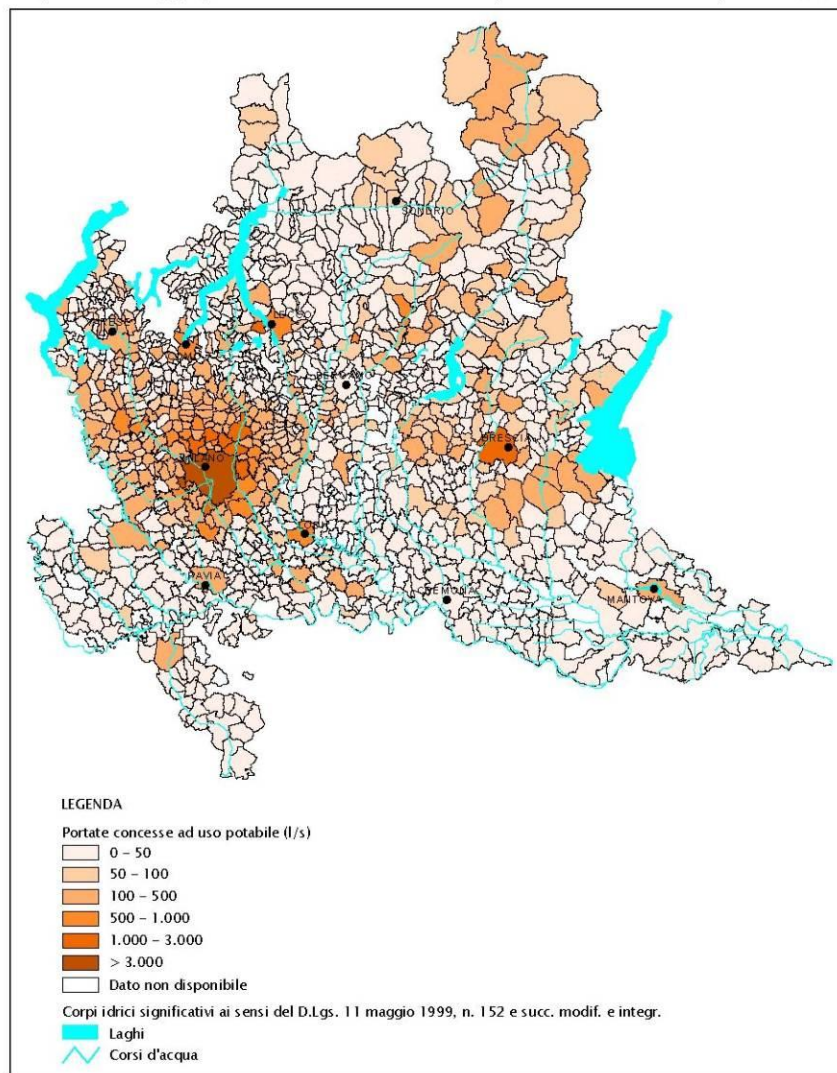 SONDRIO
BRESCIA
PAVIA
CREMONA
MANTOVA
LEGENDA
Portate concesse ad uso potabile (l/s)
0 – 50
50 – 100
100 – 500
500 – 1.000
1.000 – 3.000
> 3.000
Dato non disponibile
Corpi idrici significativi ai sensi del D.Lgs. 11 maggio 1999, n. 152 e succ. modif. e integr.
Laghi
Corsi d'acqua